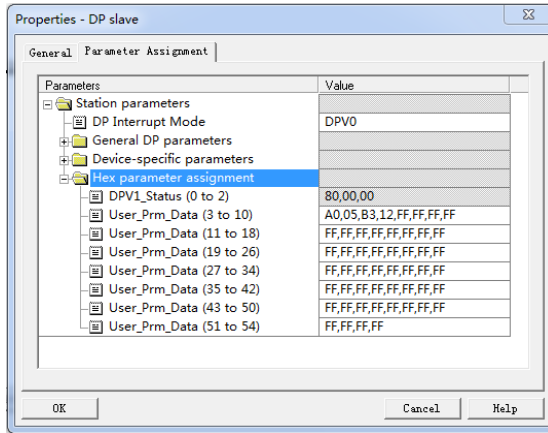 Properties - DP slave
General Parameter Assignment
Parameters Value
Station parameters
DP Interrupt Mode DPV0
General DP parameters
Device-specific parameters
Hex parameter assignment
DPV1_Status (0 to 2) 80,00,00
User_Prm_Data (3 to 10) A0,05,B3,12,FF,FF,FF,FF
User_Prm_Data (11 to 18) FF,FF,FF,FF,FF,FF,FF,FF
User_Prm_Data (19 to 26) FF,FF,FF,FF,FF,FF,FF,FF
User_Prm_Data (27 to 34) FF,FF,FF,FF,FF,FF,FF,FF
User_Prm_Data (35 to 42) FF,FF,FF,FF,FF,FF,FF,FF
User_Prm_Data (43 to 50) FF,FF,FF,FF,FF,FF,FF,FF
User_Prm_Data (51 to 54) FF,FF,FF,FF
OK Cancel Help